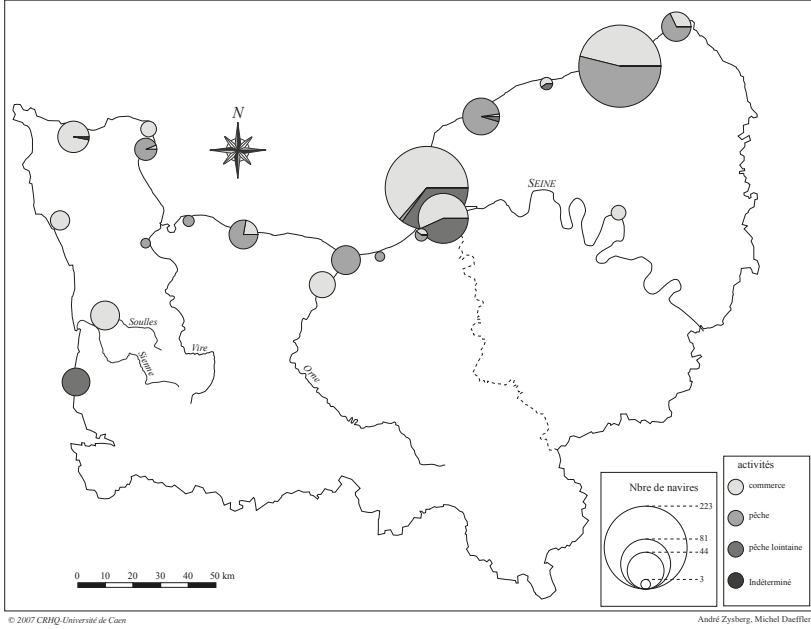 N
SEINE
Soulles
Sienne
Vire
Orne
0 10 20 30 40 50 km
Nbre de navires
223
81
44
3
activités
commerce
pêche
pêche lointaine
Indéterminé
© 2007 CRHQ-Université de Caen
André Zysberg, Michel Daeffler